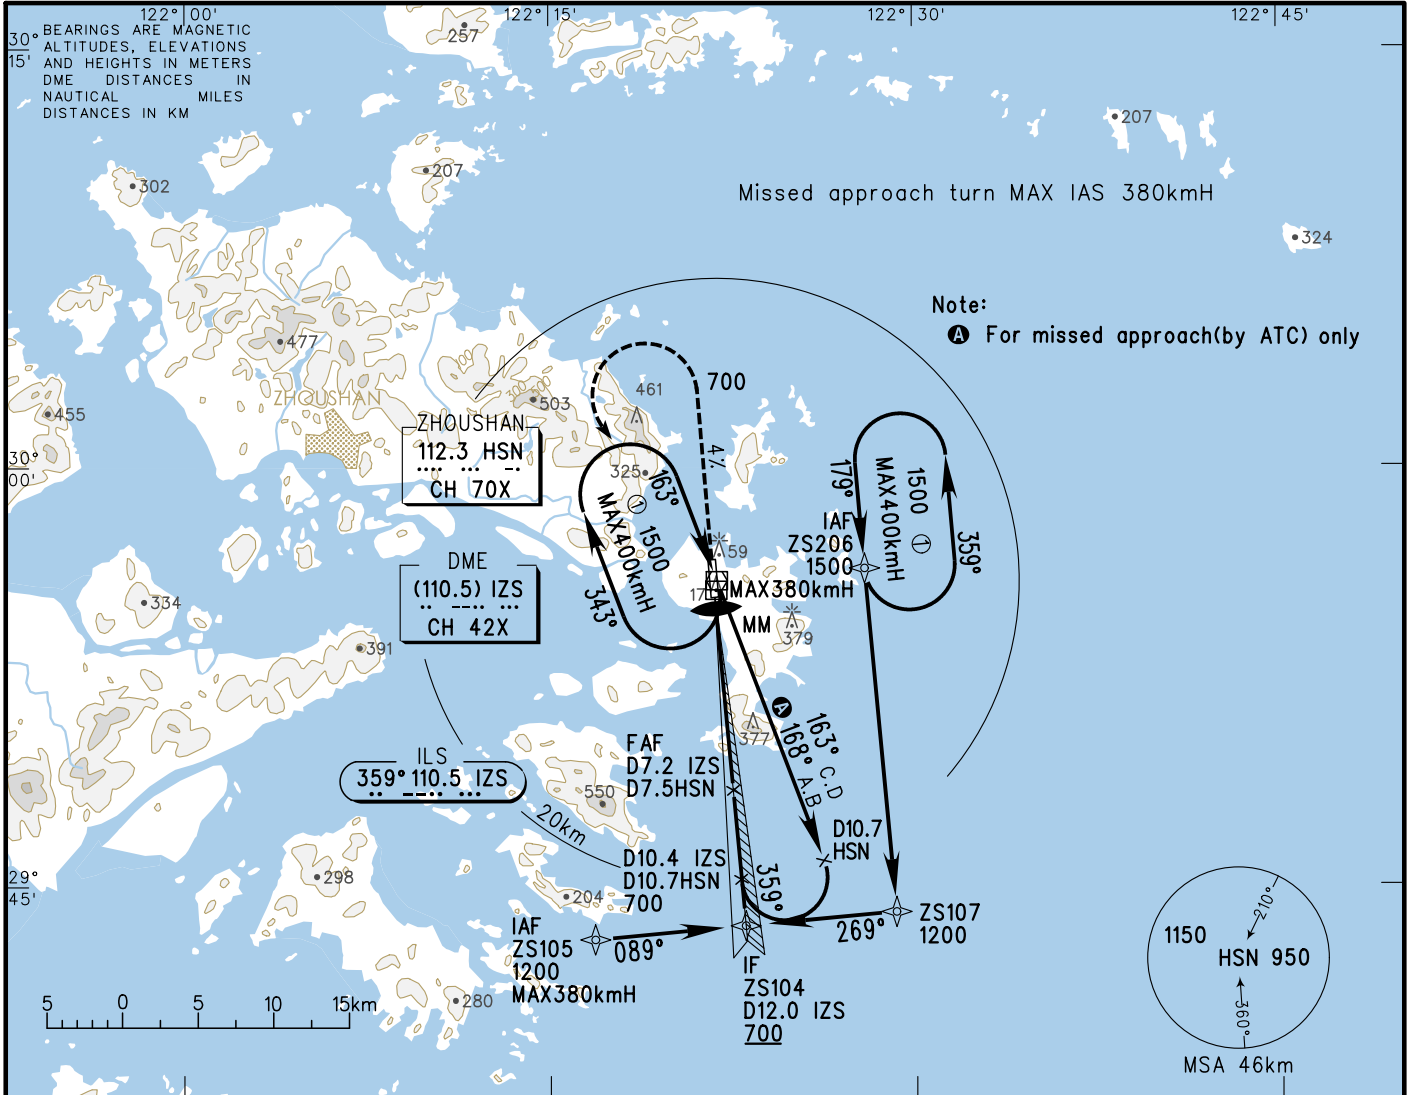 122° 00'
122° 15'
122° 30'
122° 45'
30°
15'
BEARINGS ARE MAGNETIC
ALTITUDES, ELEVATIONS
AND HEIGHTS IN METERS
DME DISTANCES IN
NAUTICAL MILES
DISTANCES IN KM
257
207
302
207
Missed approach turn MAX IAS 380kmH
324
Note:
A For missed approach(by ATC) only
477
ZHOUSHAN
300
500
503
461
700
455
ZHOUSHAN
112.3 HSN
CH 70X
4%
30°
00'
325
163°
① 1500
MAX400kmH
343°
179°
1500 ①
MAX400kmH
359°
IAF
ZS206
1500
MAX380kmH
59
17
MM
379
DME
(110.5) IZS
CH 42X
334
391
377
A
163° C.D
168° A.B
ILS
359° 110.5 IZS
FAF
D7.2 IZS
D7.5HSN
550
20km
D10.7
HSN
D10.4 IZS
D10.7HSN
700
359°
298
204
29°
45'
IAF
ZS105
1200
MAX380kmH
089°
269°
ZS107
1200
IF
ZS104
D12.0 IZS
700
280
5 0 5 10 15km
210°
1150
HSN 950
360°
MSA 46km